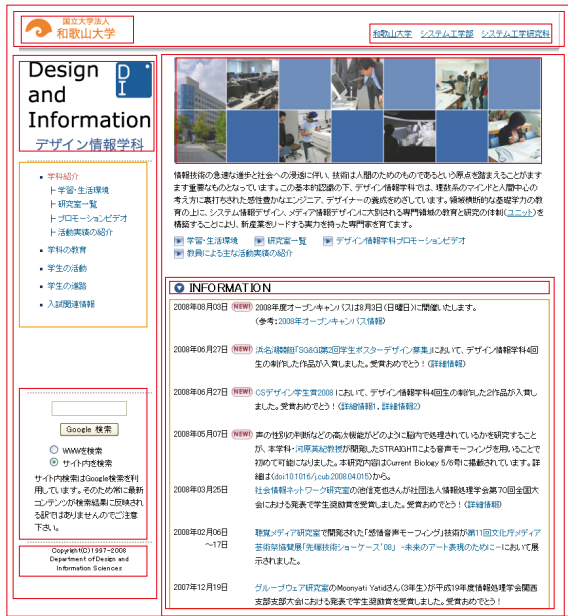 国立大学法人
和歌山大学
和歌山大学 システム工学部 システム工学研究科
Design
and
Information
DI
デザイン情報学科
学科紹介
├ 学習・生活環境
├ 研究室一覧
├ プロモーションビデオ
├ 活動実績の紹介
学科の教育
学生の活動
学生の進路
入試関連情報
Google 検索
WWWを検索
サイト内を検索
サイト内検索はGoogle検索を利
用しています。そのため常に最新
コンテンツが検索結果に反映され
る訳ではありませんのでご注意
下さい。
Copyright(C)1997-2008
Department of Design and
Information Sciences
情報技術の急速な進歩と社会への浸透に伴い、技術は人間のためのものであるという原点を踏まえることがます
ます重要なものとなっています。この基本的認識の下、デザイン情報学科では、理数系のマインドと人間中心の
考え方に裏打ちされた感性豊かなエンジニア、デザイナーの養成をめざしています。領域横断的な基礎学力の教
育の上に、システム情報デザイン、メディア情報デザインに大別される専門領域の教育と研究の体制(ユニット)を
構築することにより、新産業をリードする実力を持った専門家を育てます。
学習・生活環境 研究室一覧 デザイン情報学科プロモーションビデオ
教員による主な活動実績の紹介
INFORMATION
2008年08月03日 NEW! 2008年度オープンキャンパスは8月3日(日曜日)に開催いたします。
(参考:2008年オープンキャンパス情報)
2008年06月27日 NEW! 浜名湖競艇「SG&GI第2回学生ポスターデザイン募集」において、デザイン情報学科4回
生の制作した作品が入賞しました。受賞おめでとう!(詳細情報)
2008年06月27日 NEW! CSデザイン学生賞2008 において、デザイン情報学科4回生の制作した2作品が入賞し
ました。受賞おめでとう!(詳細情報1, 詳細情報2)
2008年05月07日 NEW! 声の性別の判断などの高次機能がどのように脳内で処理されているかを研究すること
が、本学科・河原英紀教授が開発したSTRAIGHTによる音声モーフィングを用いることで
初めて可能になりました。本研究内容はCurrent Biology 5/6号に掲載されています。詳
細は(doi:10.1016/j.cub.2008.04.015)から。
2008年03月25日 社会情報ネットワーク研究室の池信克也さんが社団法人情報処理学会第70回全国大
会における発表で学生奨励賞を受賞しました。受賞おめでとう!(詳細情報)
2008年02月06日 聴覚メディア研究室で開発された「感情音声モーフィング」技術が第11回文化庁メディア
~17日 芸術祭協賛展「先端技術ショーケース'08」 -未来のアート表現のために-において展
示されました。
2007年12月19日 グループウェア研究室のMoonyati Yatidさん(3年生)が平成19年度情報処理学会関西
支部支部大会における発表で学生奨励賞を受賞しました。受賞おめでとう!